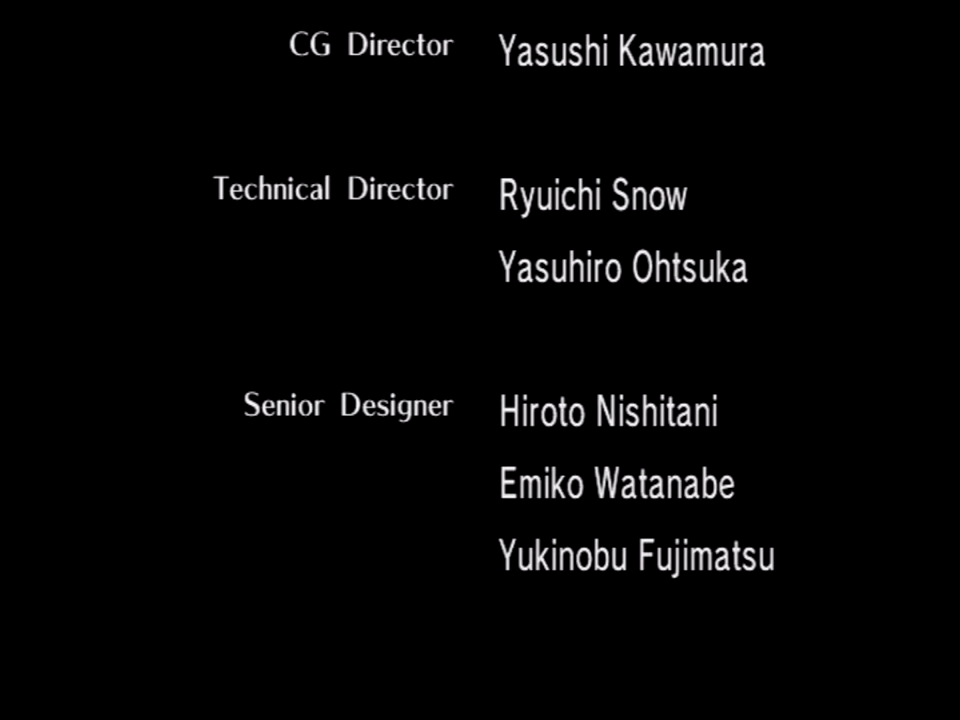 CG Director Yasushi Kawamura
Technical Director Ryuichi Snow
Yasuhiro Ohtsuka
Senior Designer Hiroto Nishitani
Emiko Watanabe
Yukinobu Fujimatsu